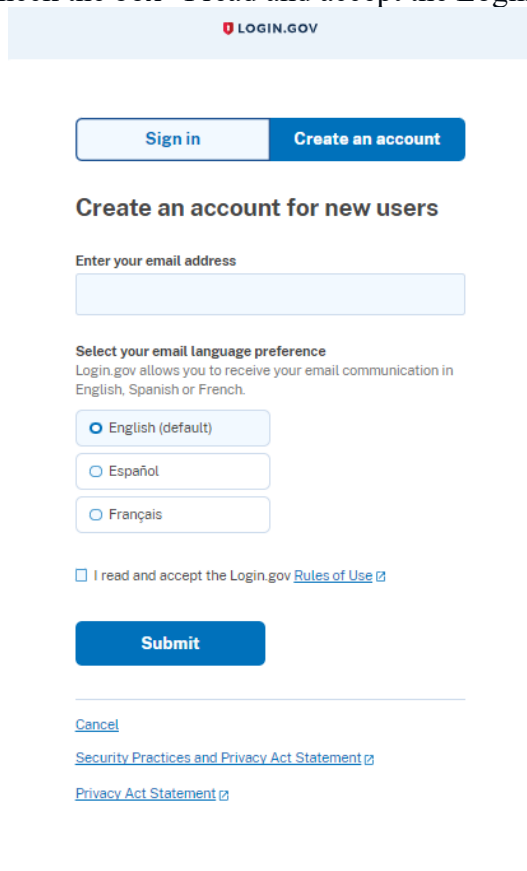 LOGIN.GOV
Sign in
Create an account
Create an account for new users
Enter your email address
Select your email language preference
Login.gov allows you to receive your email communication in
English, Spanish or French.
English (default)
Español
Français
I read and accept the Login.gov Rules of Use
Submit
Cancel
Security Practices and Privacy Act Statement
Privacy Act Statement